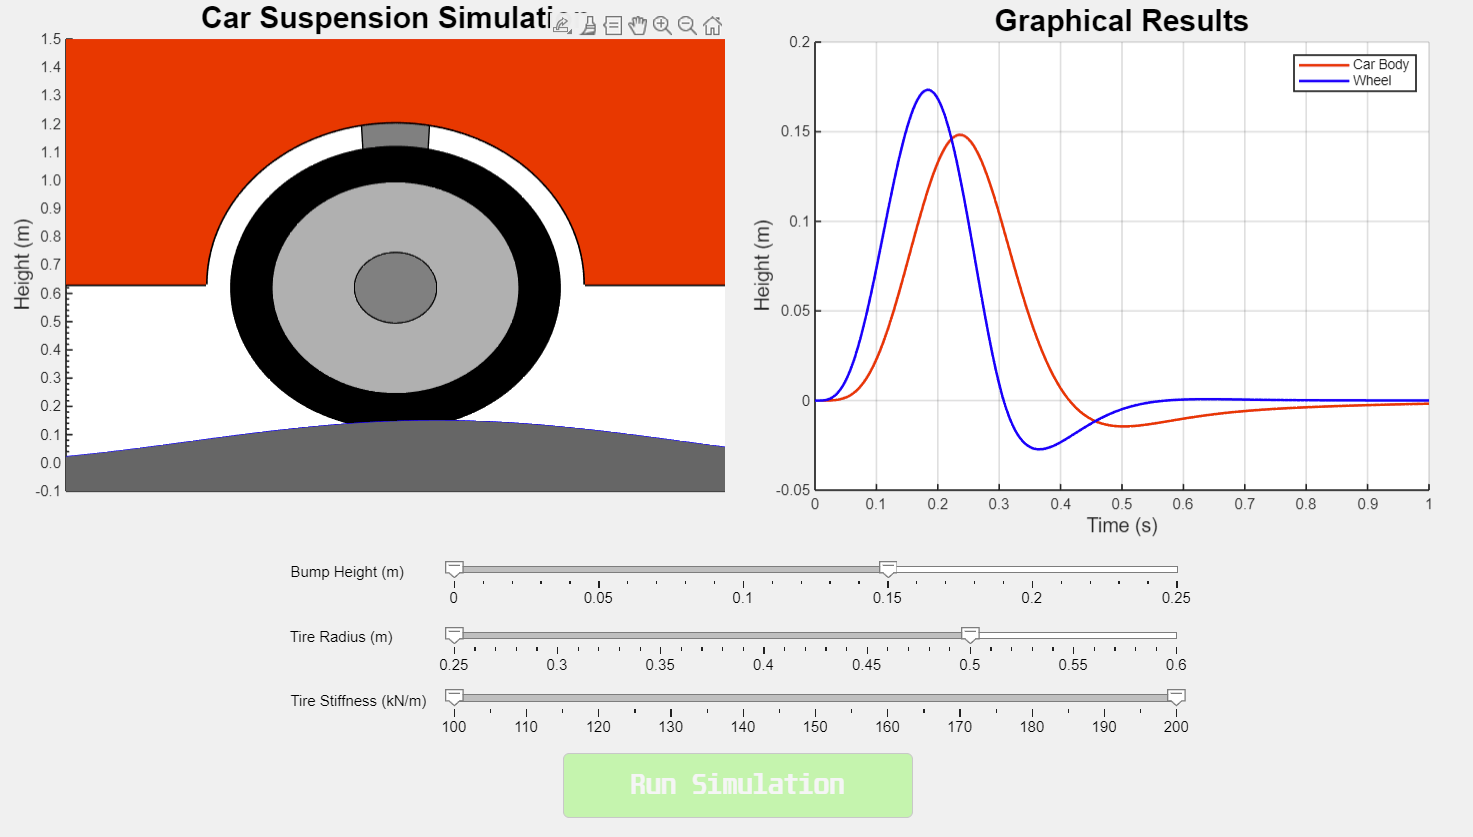 Car Suspension Simulation
1.5
1.4
1.3
1.2
1.1
1.0
0.9
0.8
0.7
0.6
0.5
0.4
0.3
0.2
0.1
0.0
-0.1
Height (m)
Graphical Results
Car Body
Wheel
0.2
0.15
0.1
0.05
0
-0.05
Height (m)
0 0.1 0.2 0.3 0.4 0.5 0.6 0.7 0.8 0.9 1
Time (s)
Bump Height (m)
0 0.05 0.1 0.15 0.2 0.25
Tire Radius (m)
0.25 0.3 0.35 0.4 0.45 0.5 0.55 0.6
Tire Stiffness (kN/m)
100 110 120 130 140 150 160 170 180 190 200
Run Simulation